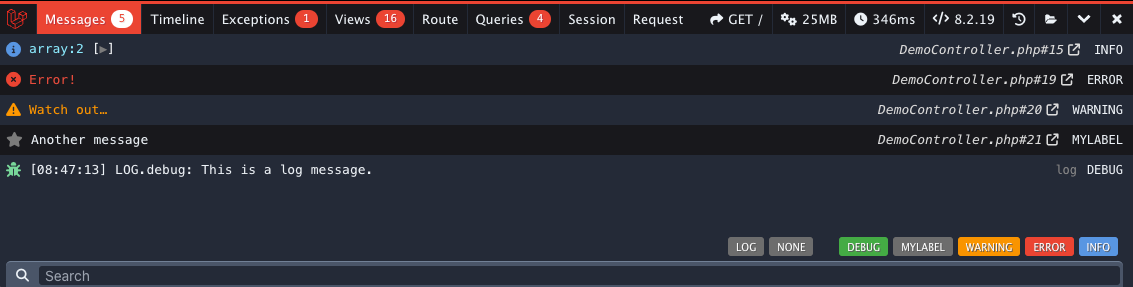 Messages 5 Timeline Exceptions 1 Views 16 Route Queries 4 Session Request GET / 25MB 346ms 8.2.19
array:2 [▶] DemoController.php#15 INFO
Error! DemoController.php#19 ERROR
Watch out… DemoController.php#20 WARNING
Another message DemoController.php#21 MYLABEL
[08:47:13] LOG.debug: This is a log message. log DEBUG
LOG NONE DEBUG MYLABEL WARNING ERROR INFO
Search